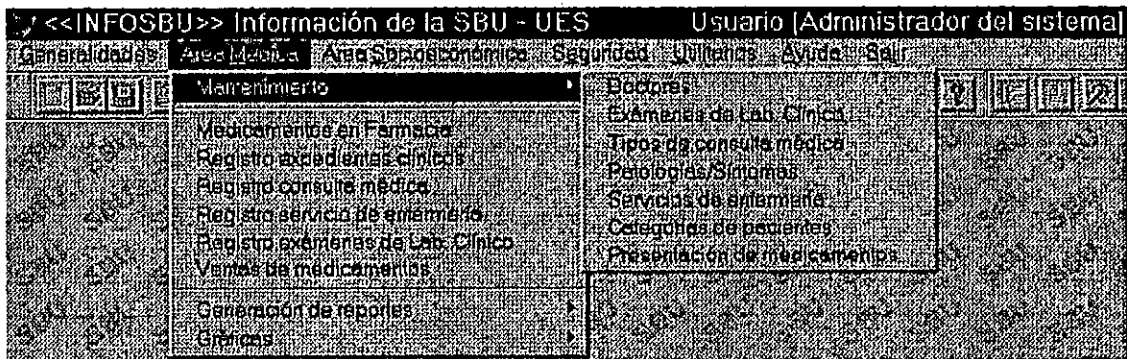 <<INFOSBU>> Información de la SBU - UES Usuario [Administrador del sistema]
Generalidades Area Médica Area Socioeconómica Seguridad Utilitarios Ayuda Salir
Mantenimiento
Medicamentos en Farmacia
Registro expedientes clínicos
Registro consulta médica
Registro servicio de enfermería
Registro exámenes de Lab. Clínico
Ventas de medicamentos
Generación de reportes
Gráficos
Doctores
Exámenes de Lab. Clínico
Tipos de consulta médica
Patologías/Síntomas
Servicios de enfermería
Categorías de pacientes
Presentación de medicamentos